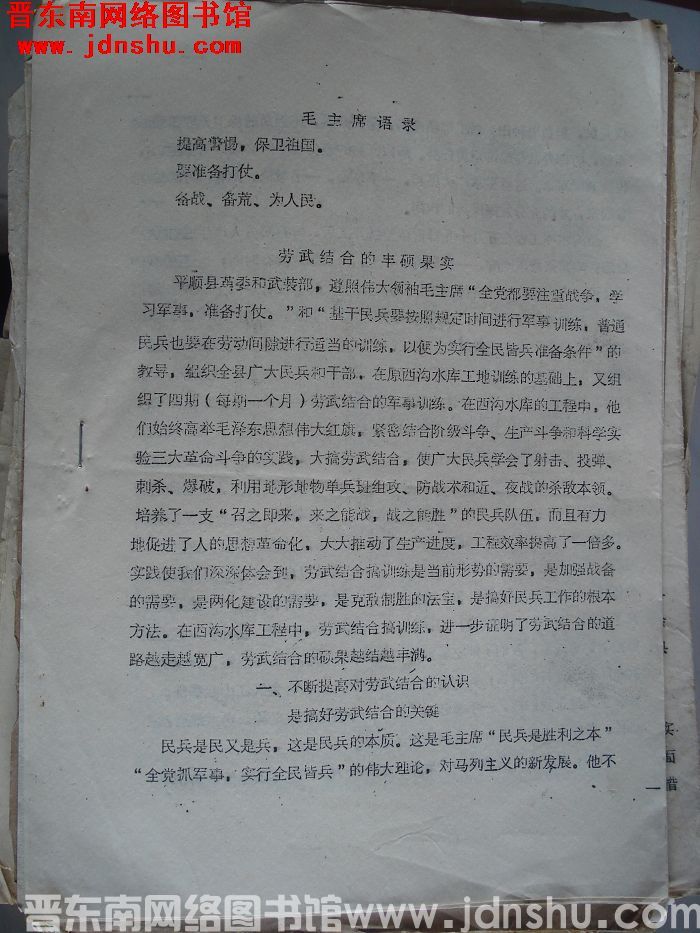 晋东南网络图书馆
www.jdnshu.com
毛主席语录
提高警惕，保卫祖国。
要准备打仗。
备战、备荒、为人民。
劳武结合的丰硕果实
平顺县革委和武装部，遵照伟大领袖毛主席“全党都要注重战争，学
习军事，准备打仗。”和“基干民兵要按照规定时间进行军事训练，普通
民兵也要在劳动间隙进行适当的训练，以便为实行全民皆兵准备条件”的
教导，组织全县广大民兵和干部，在原西沟水库工地训练的基础上，又组
织了四期（每期一个月）劳武结合的军事训练。在西沟水库的工程中，他
们始终高举毛泽东思想伟大红旗，紧密结合阶级斗争、生产斗争和科学实
验三大革命斗争的实践，大搞劳武结合，使广大民兵学会了射击、投弹、
刺杀、爆破，利用地形地物单兵班组攻、防战术和近、夜战的杀敌本领。
培养了一支“召之即来，来之能战，战之能胜”的民兵队伍，而且有力
地促进了人的思想革命化，大大推动了生产进度，工程效率提高了一倍多。
实践使我们深深体会到，劳武结合搞训练是当前形势的需要，是加强战备
的需要，是两化建设的需要，是克敌制胜的法宝，是搞好民兵工作的根本
方法。在西沟水库工程中，劳武结合搞训练，进一步证明了劳武结合的道
路越走越宽广，劳武结合的硕果越结越丰满。
一、不断提高对劳武结合的认识
是搞好劳武结合的关键
民兵是民又是兵，这是民兵的本质。这是毛主席“民兵是胜利之本”
“全党抓军事，实行全民皆兵”的伟大理论，对马列主义的新发展。他不
晋东南网络图书馆 www.jdnshu.com